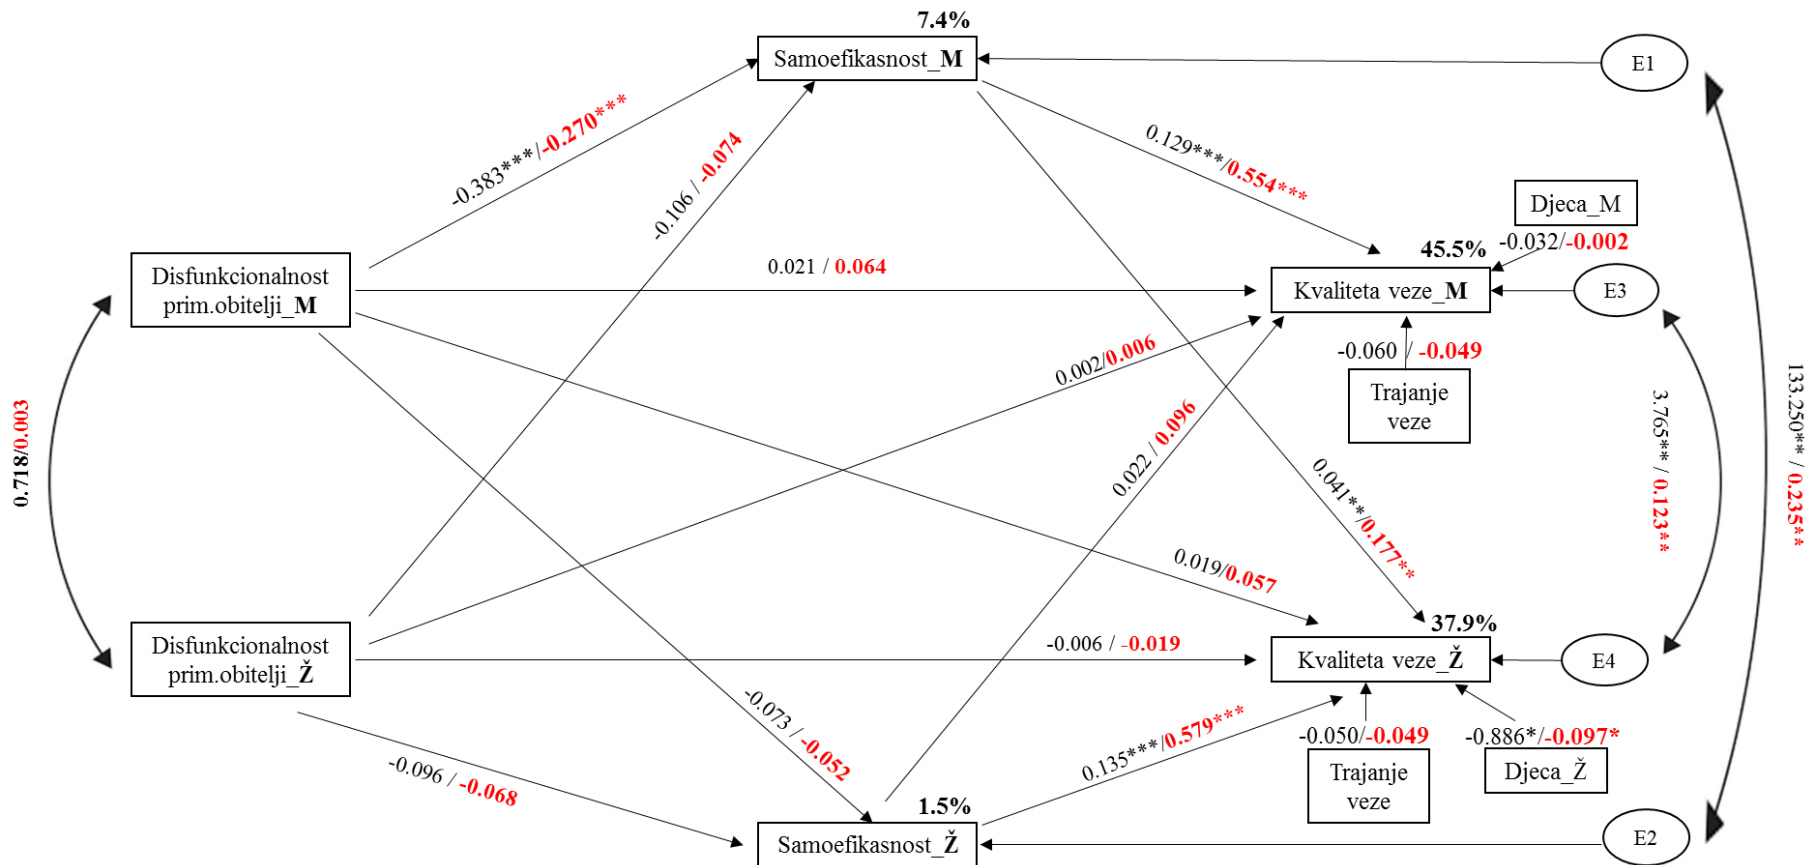 7.4%
Samoefikasnost_M
E1
-0.383***/-0.270***
-0.106 / -0.074
0.129***/0.554***
Djeca_M
-0.032/-0.002
45.5%
Disfunkcionalnost
prim.obitelji_M
0.021 / 0.064
Kvaliteta veze_M
E3
0.002/0.006
-0.060 / -0.049
Trajanje
veze
0.718/0.003
0.022 / 0.096
0.041**/0.177**
3.765** / 0.123**
133.250** / 0.235**
0.019/0.057
37.9%
Disfunkcionalnost
prim.obitelji_Ž
-0.006 / -0.019
Kvaliteta veze_Ž
E4
-0.073 / -0.052
-0.096 / -0.068
0.135***/0.579***
-0.050/-0.049
-0.886*/-0.097*
Trajanje
veze
Djeca_Ž
1.5%
Samoefikasnost_Ž
E2